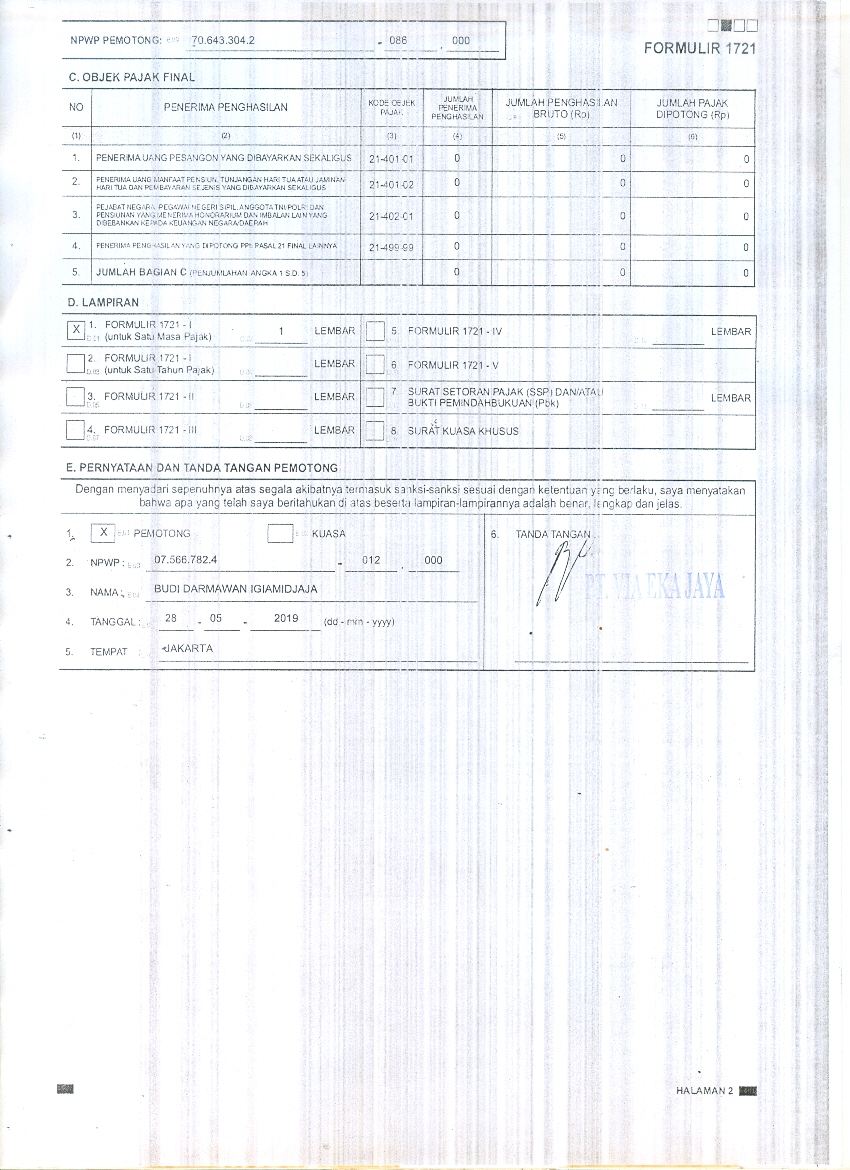 NPWP PEMOTONG: 70.643.304.2 - 086 . 000
FORMULIR 1721
C. OBJEK PAJAK FINAL
NO PENERIMA PENGHASILAN KODE OBJEK PAJAK JUMLAH PENERIMA PENGHASILAN JUMLAH PENGHASILAN BRUTO (Rp) JUMLAH PAJAK DIPOTONG (Rp)
(1) (2) (3) (4) (5) (6)
1. PENERIMA UANG PESANGON YANG DIBAYARKAN SEKALIGUS 21-401-01 0 0 0
2. PENERIMA UANG MANFAAT PENSIUN, TUNJANGAN HARI TUA ATAU JAMINAN HARI TUA DAN PEMBAYARAN SEJENIS YANG DIBAYARKAN SEKALIGUS 21-401-02 0 0 0
3. PEJABAT NEGARA, PEGAWAI NEGERI SIPIL, ANGGOTA TNI/POLRI DAN PENSIUNAN YANG MENERIMA HONORARIUM DAN IMBALAN LAIN YANG DIBEBANKAN KEPADA KEUANGAN NEGARA/DAERAH 21-402-01 0 0 0
4. PENERIMA PENGHASILAN YANG DIPOTONG PPh PASAL 21 FINAL LAINNYA 21-499-99 0 0 0
5. JUMLAH BAGIAN C (PENJUMLAHAN ANGKA 1 S.D. 5) 0 0 0
D. LAMPIRAN
X 1. FORMULIR 1721 - I (untuk Satu Masa Pajak) 1 LEMBAR 5. FORMULIR 1721 - IV LEMBAR
2. FORMULIR 1721 - I (untuk Satu Tahun Pajak) LEMBAR 6 FORMULIR 1721 - V
3. FORMULIR 1721 - II LEMBAR 7 SURAT SETORAN PAJAK (SSP) DAN/ATAU BUKTI PEMINDAHBUKUAN (Pbk) LEMBAR
4. FORMULIR 1721 - III LEMBAR 8. SURAT KUASA KHUSUS
E. PERNYATAAN DAN TANDA TANGAN PEMOTONG
Dengan menyadari sepenuhnya atas segala akibatnya termasuk sanksi-sanksi sesuai dengan ketentuan yang berlaku, saya menyatakan
bahwa apa yang telah saya beritahukan di atas beserta lampiran-lampirannya adalah benar, lengkap dan jelas.
1. X PEMOTONG KUASA
2. NPWP : 07.566.782.4 - 012 . 000
3. NAMA : BUDI DARMAWAN IGIAMIDJAJA
4. TANGGAL : 28 - 05 - 2019 (dd - mm - yyyy)
5. TEMPAT : JAKARTA
6. TANDA TANGAN
PT. VIA EKA JAYA
HALAMAN 2